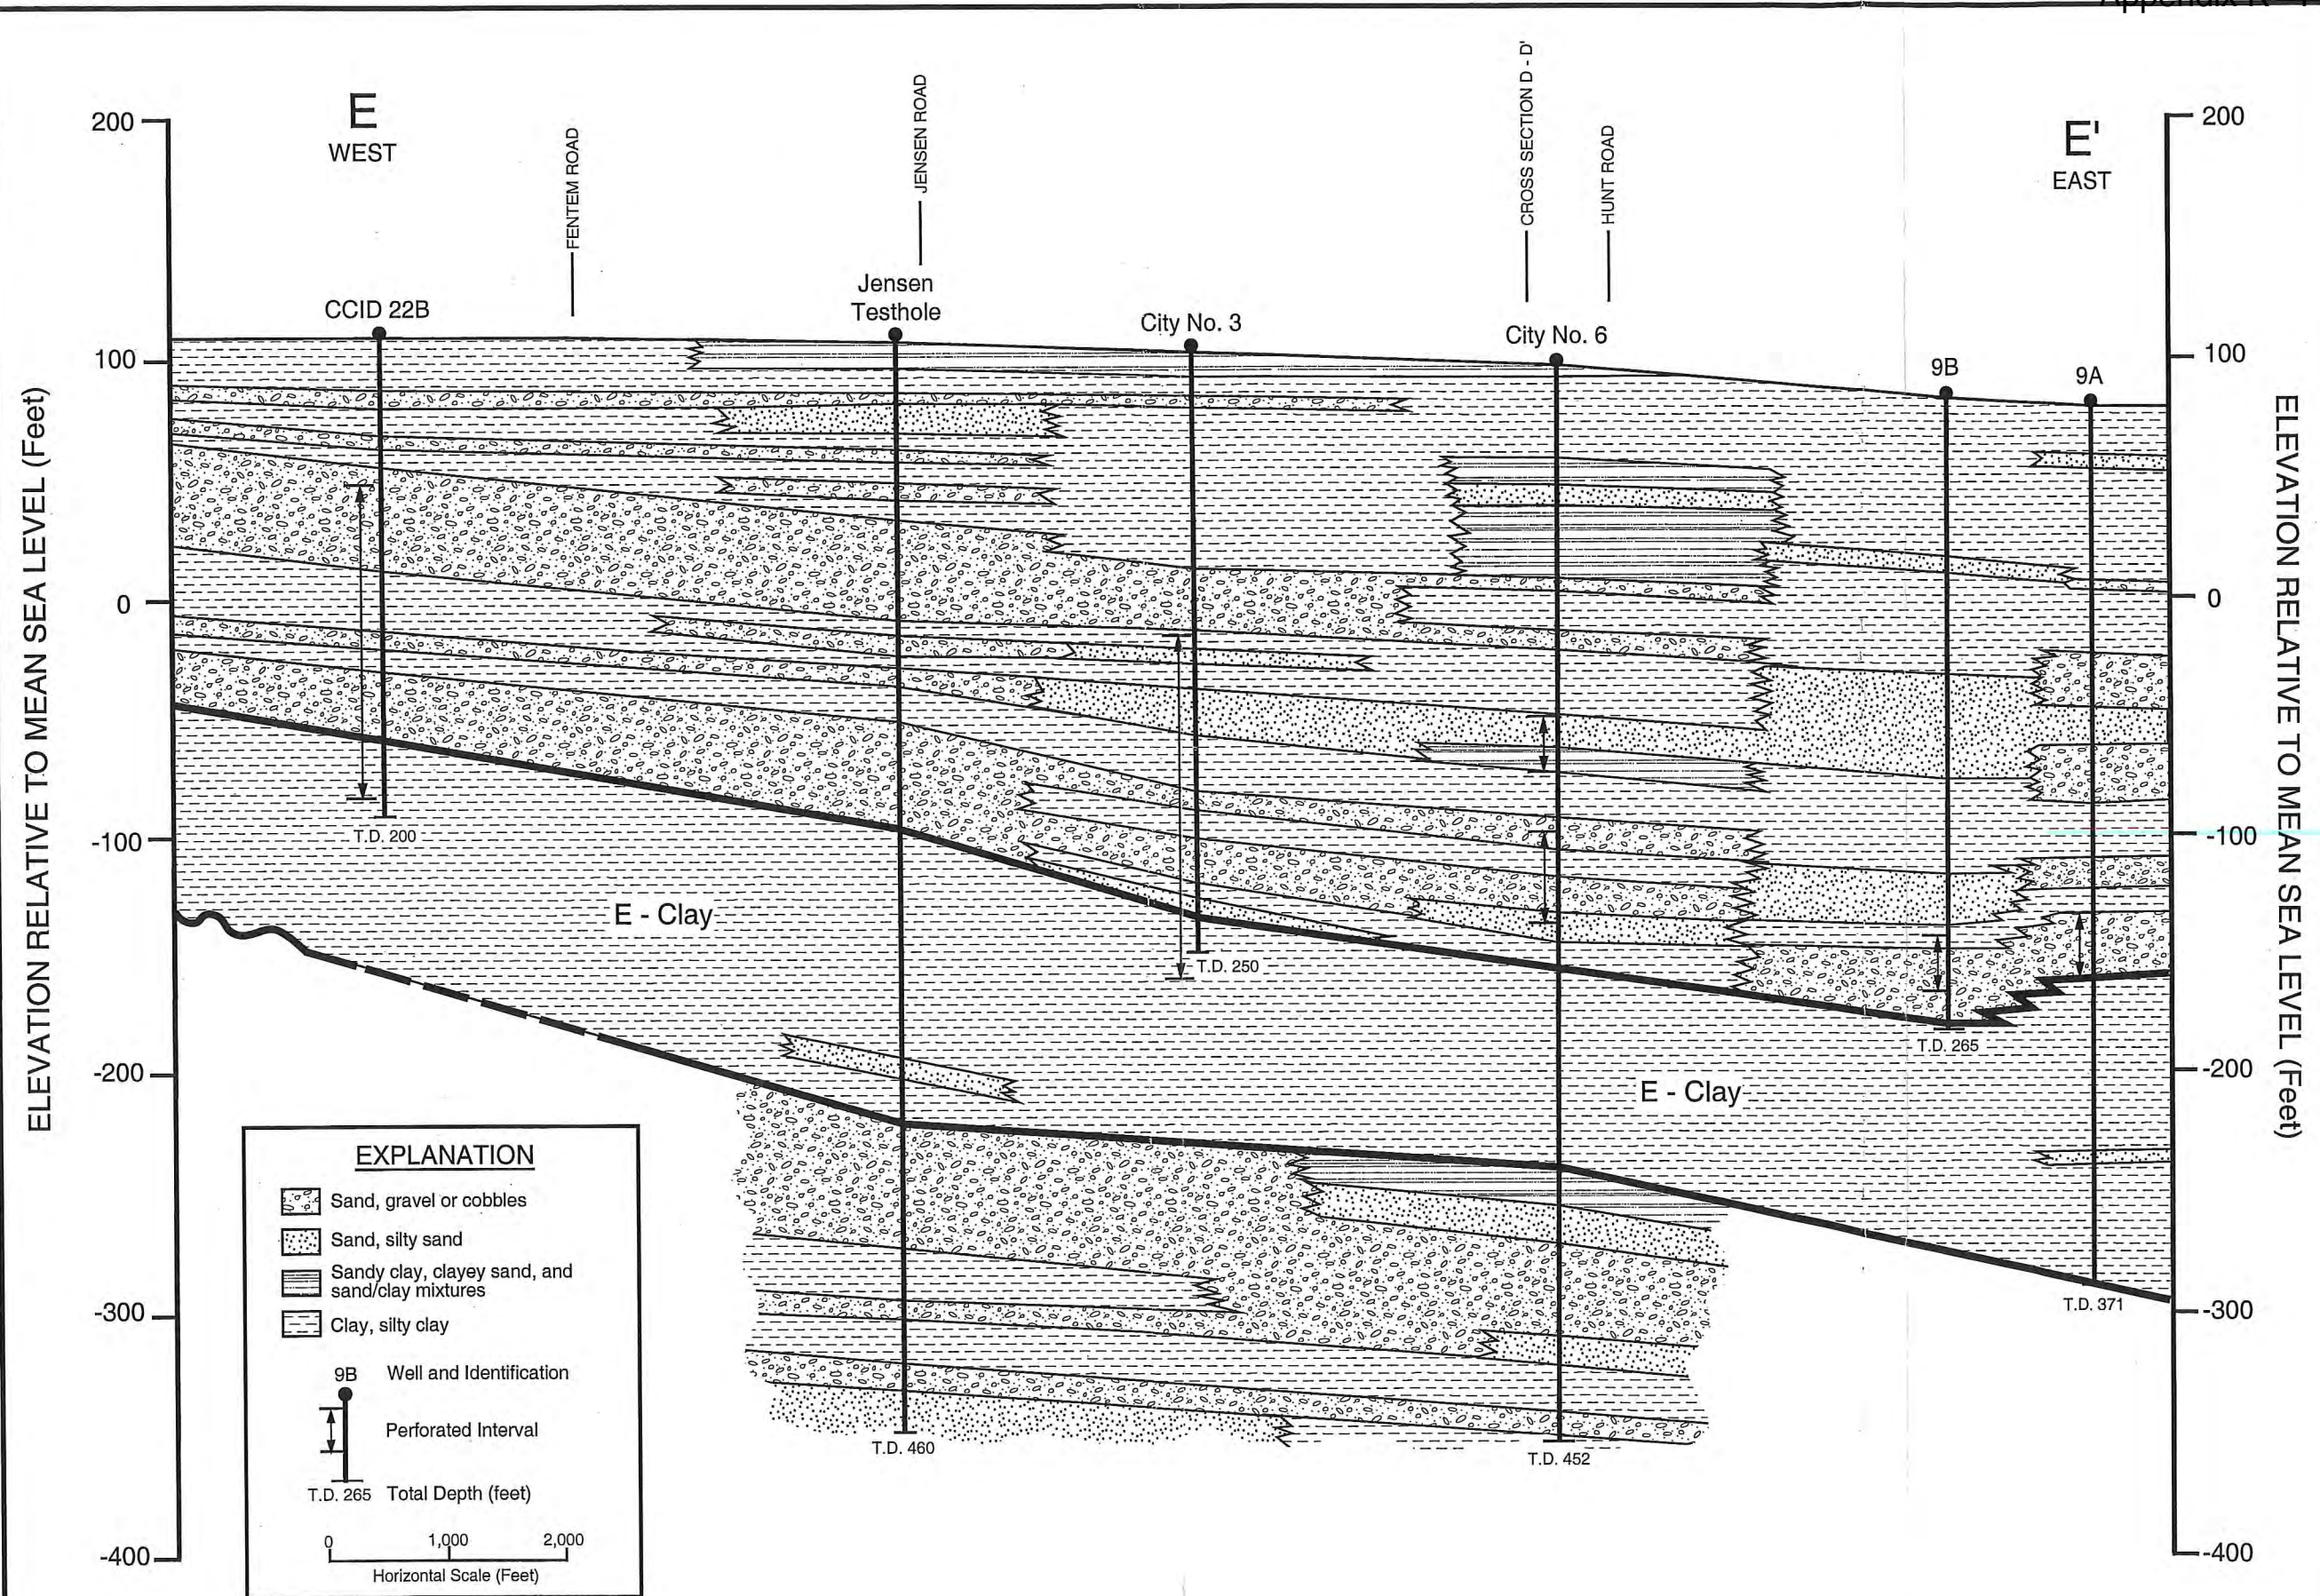 E
WEST
FENTEM ROAD
JENSEN ROAD
CROSS SECTION D - D'
HUNT ROAD
E'
EAST
ELEVATION RELATIVE TO MEAN SEA LEVEL (Feet)
200
100
0
-100
-200
-300
-400
CCID 22B
Jensen
Testhole
City No. 3
City No. 6
9B
9A
T.D. 200
T.D. 250
T.D. 265
T.D. 371
T.D. 460
T.D. 452
E - Clay
E - Clay
200
100
0
-100
-200
-300
-400
ELEVATION RELATIVE TO MEAN SEA LEVEL (Feet)
EXPLANATION
Sand, gravel or cobbles
Sand, silty sand
Sandy clay, clayey sand, and
sand/clay mixtures
Clay, silty clay
9B Well and Identification
Perforated Interval
T.D. 265 Total Depth (feet)
0 1,000 2,000
Horizontal Scale (Feet)